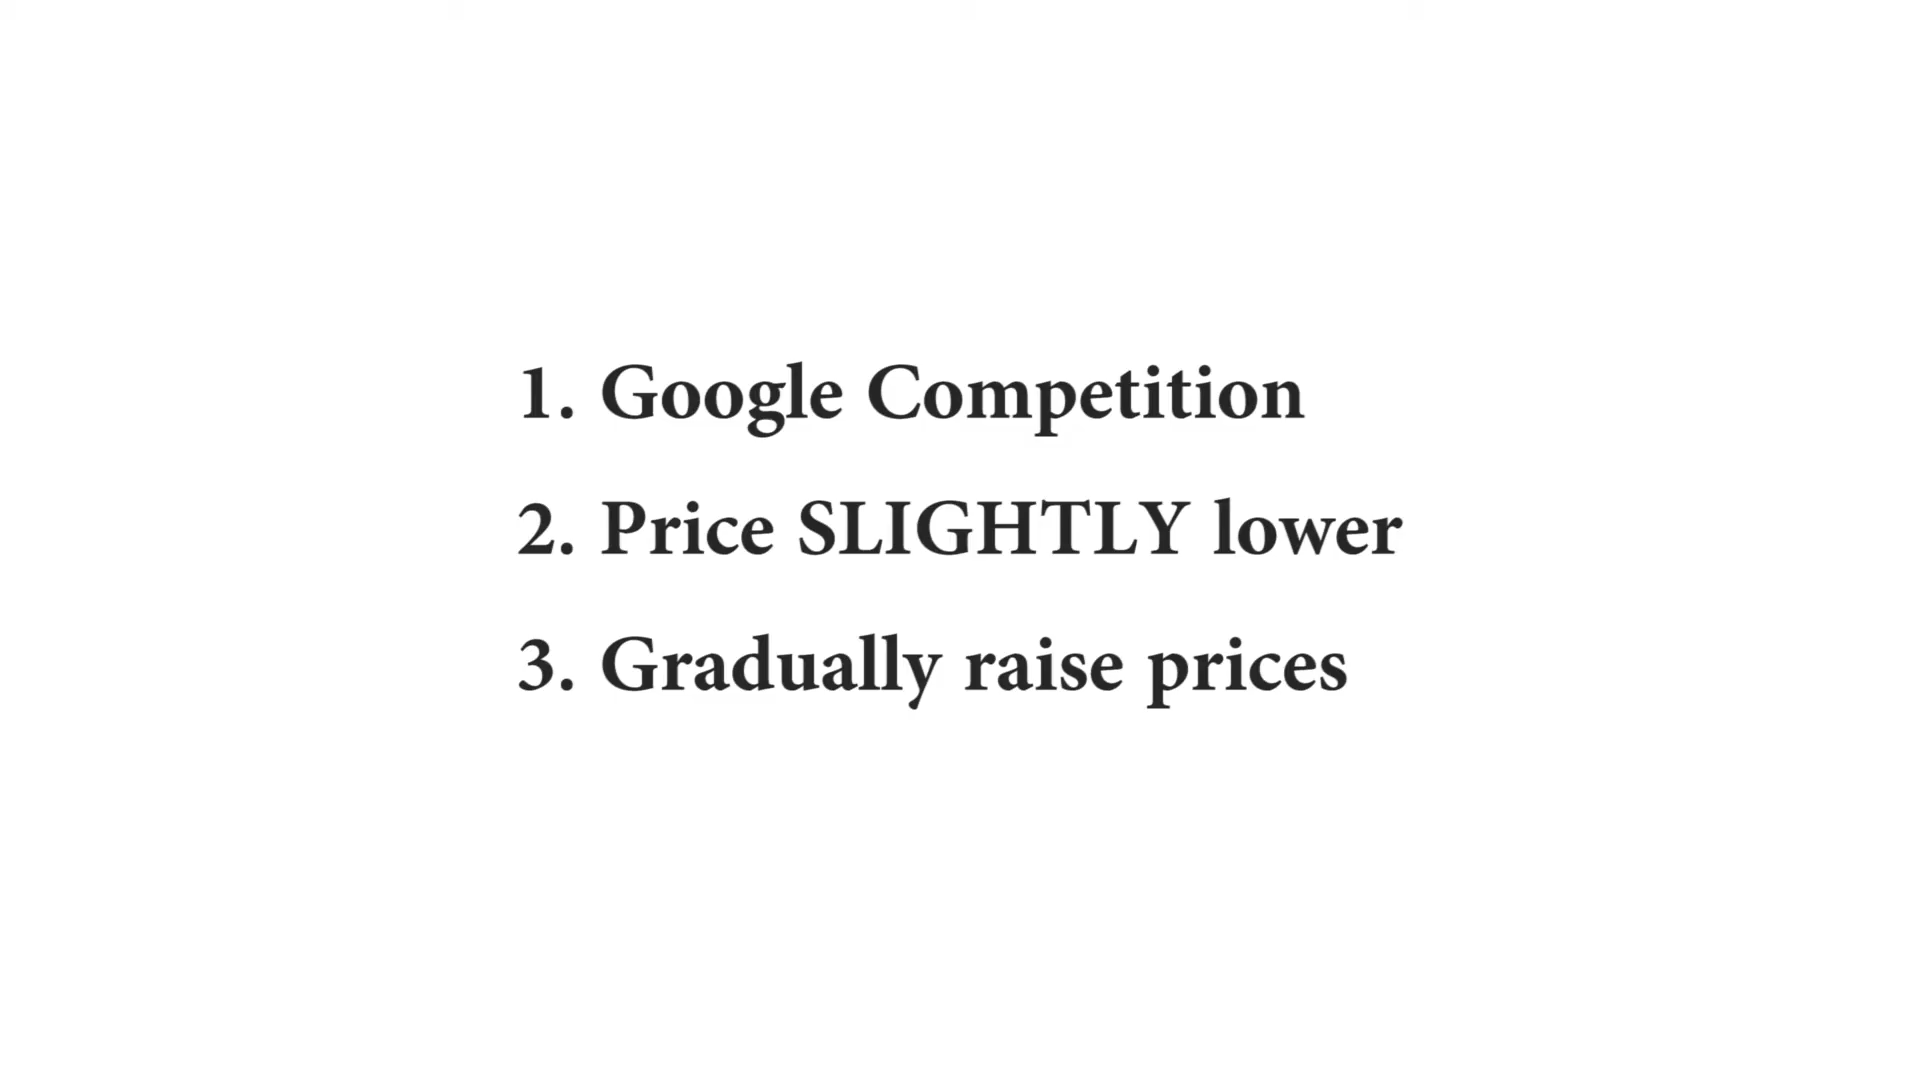 1. Google Competition
2. Price SLIGHTLY lower
3. Gradually raise prices